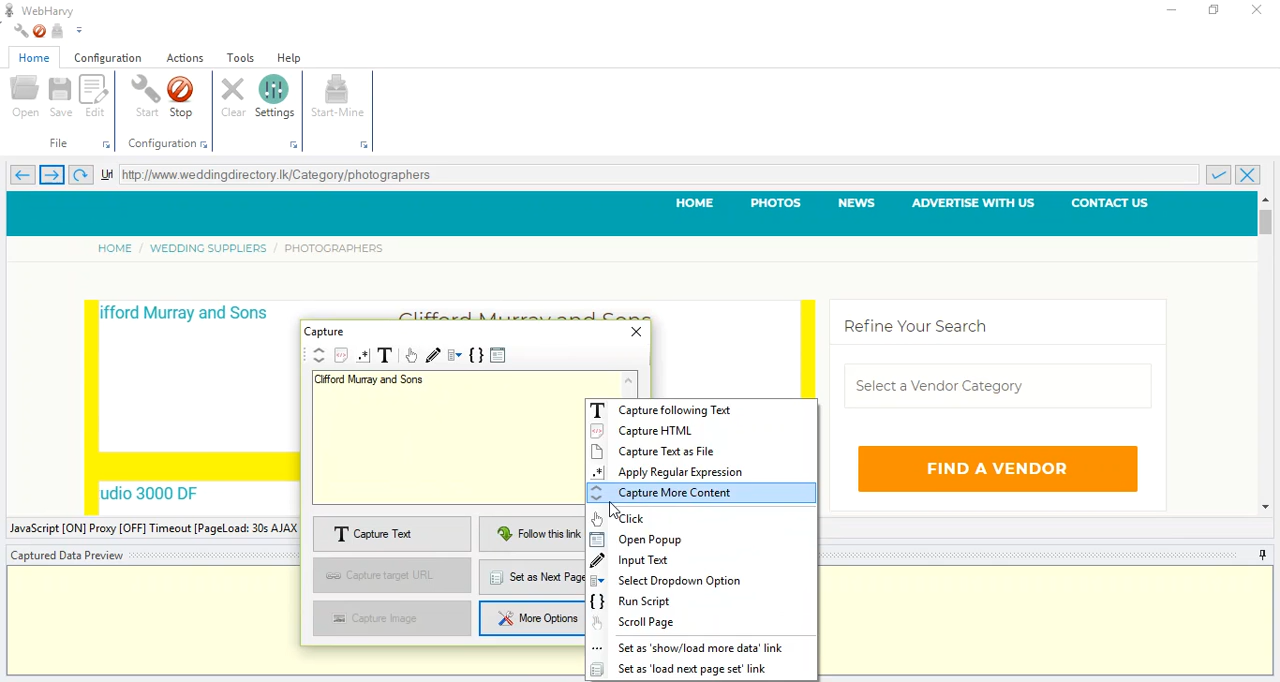 WebHarvy
Home Configuration Actions Tools Help
Open Save Edit Start Stop Clear Settings Start-Mine
File Configuration
Url http://www.weddingdirectory.lk/Category/photographers
HOME PHOTOS NEWS ADVERTISE WITH US CONTACT US
HOME / WEDDING SUPPLIERS / PHOTOGRAPHERS
ifford Murray and Sons
Clifford Murray and Sons
Refine Your Search
Select a Vendor Category
FIND A VENDOR
udio 3000 DF
Capture
Clifford Murray and Sons
Capture Text
Follow this link
Capture target URL
Set as Next Page
Capture Image
More Options
Capture following Text
Capture HTML
Capture Text as File
Apply Regular Expression
Capture More Content
Click
Open Popup
Input Text
Select Dropdown Option
Run Script
Scroll Page
Set as 'show/load more data' link
Set as 'load next page set' link
JavaScript [ON] Proxy [OFF] Timeout [PageLoad: 30s AJAX
Captured Data Preview